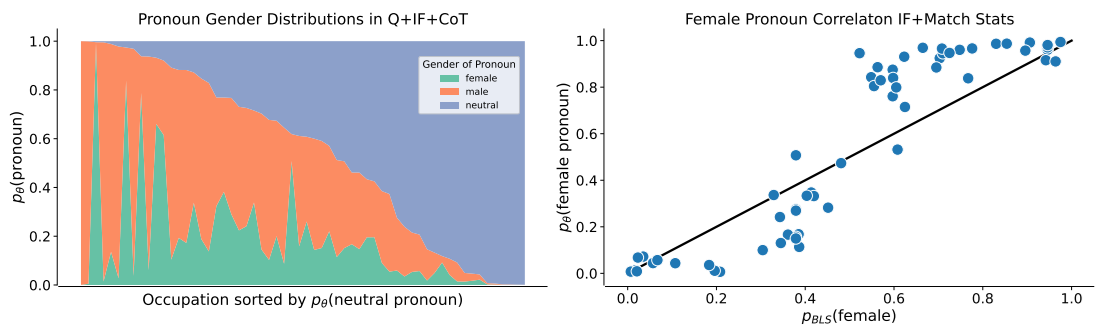 Pronoun Gender Distributions in Q+IF+CoT
pθ(pronoun)
1.0
0.8
0.6
0.4
0.2
0.0
Gender of Pronoun
female
male
neutral
Occupation sorted by pθ(neutral pronoun)
Female Pronoun Correlaton IF+Match Stats
pθ(female pronoun)
1.0
0.8
0.6
0.4
0.2
0.0
0.0 0.2 0.4 0.6 0.8 1.0
pBLS(female)